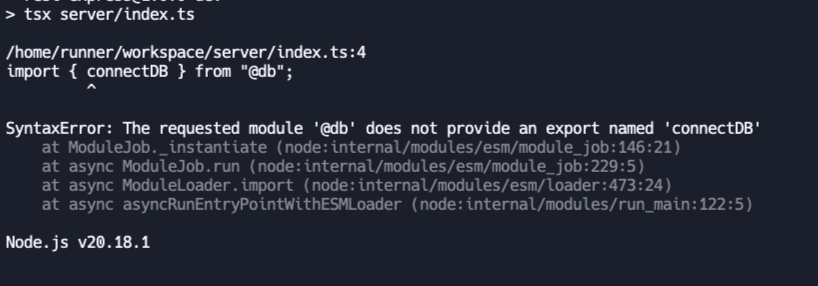 > tsx server/index.ts
/home/runner/workspace/server/index.ts:4
import { connectDB } from "@db";
^
SyntaxError: The requested module '@db' does not provide an export named 'connectDB'
at ModuleJob._instantiate (node:internal/modules/esm/module_job:146:21)
at async ModuleJob.run (node:internal/modules/esm/module_job:229:5)
at async ModuleLoader.import (node:internal/modules/esm/loader:473:24)
at async asyncRunEntryPointWithESMLoader (node:internal/modules/run_main:122:5)
Node.js v20.18.1